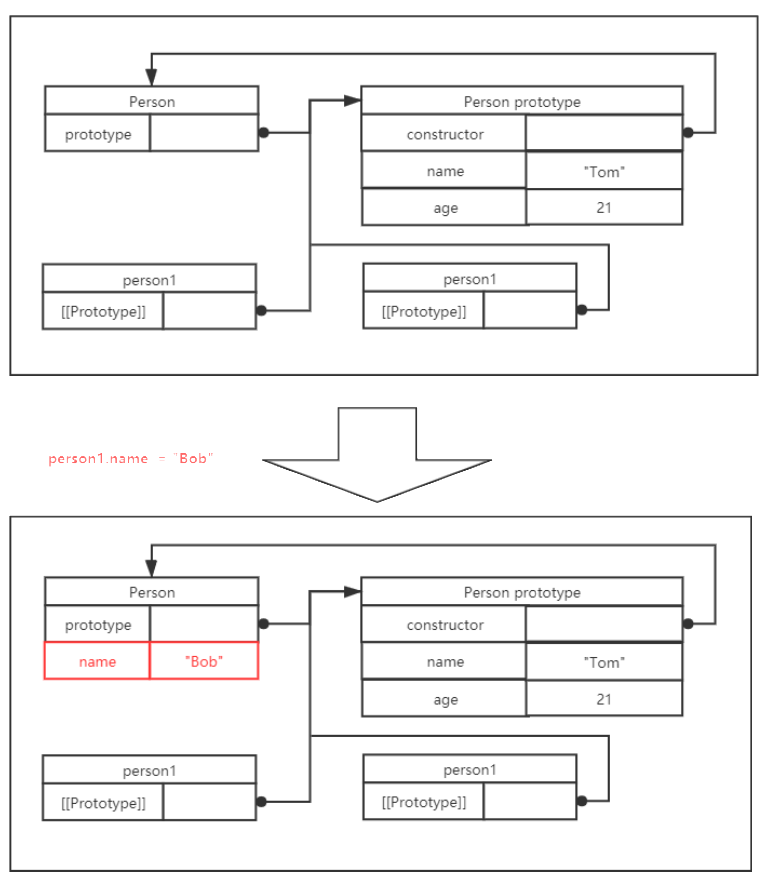 Person
Person prototype
prototype
constructor
name
"Tom"
age
21
person1
person1
[[Prototype]]
[[Prototype]]
person1.name = "Bob"
Person
Person prototype
prototype
constructor
name
"Bob"
name
"Tom"
age
21
person1
person1
[[Prototype]]
[[Prototype]]